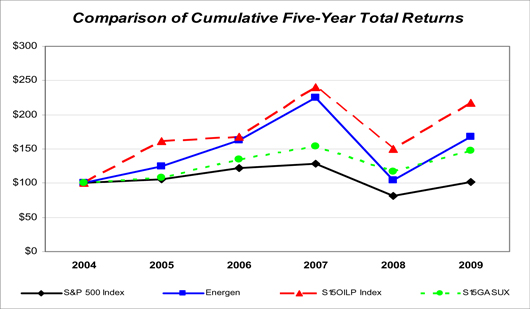 Comparison of Cumulative Five-Year Total Returns
$300
$250
$200
$150
$100
$50
$0
2004 2005 2006 2007 2008 2009
S&P 500 Index Energen S15OILP Index S15GASUX